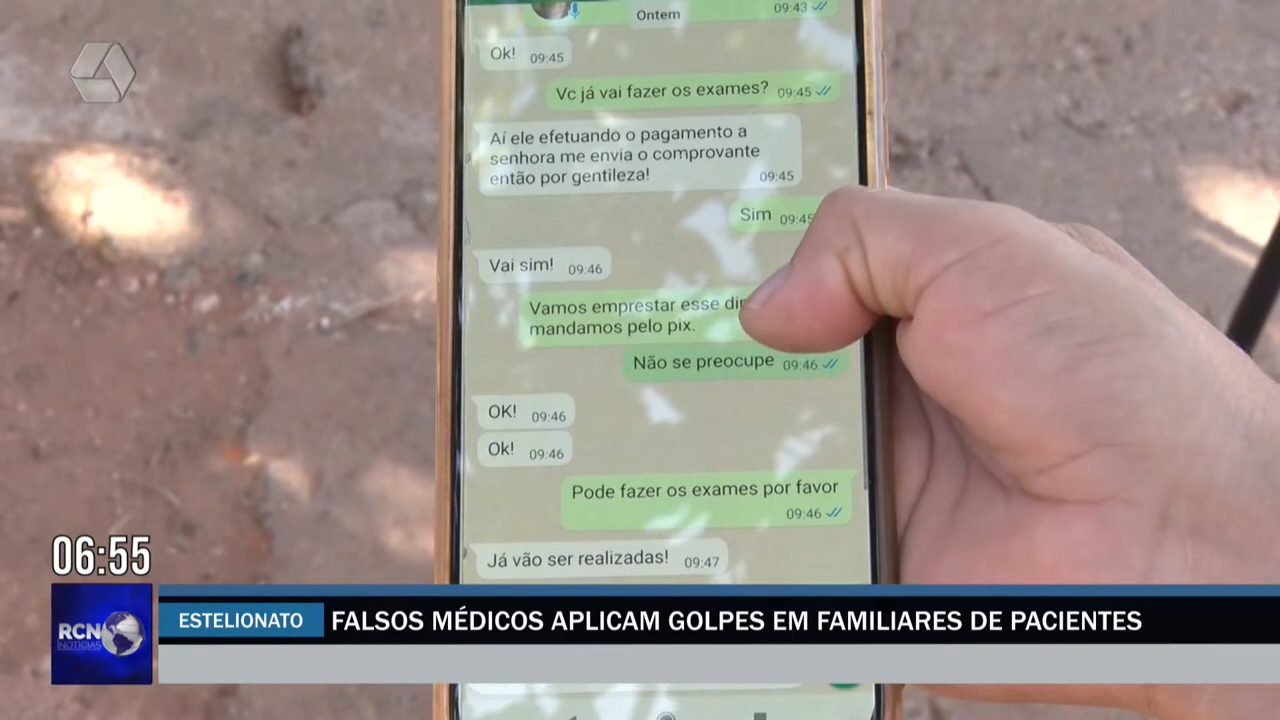 09:43
Ontem
Ok! 09:45
Vc já vai fazer os exames? 09:45
Aí ele efetuando o pagamento a
senhora me envia o comprovante
então por gentileza! 09:45
Sim 09:45
Vai sim! 09:46
Vamos emprestar esse
mandamos pelo pix.
Não se preocupe 09:46
OK! 09:46
Ok! 09:46
Pode fazer os exames por favor
09:46
Já vão ser realizadas! 09:47
06:55
RCN
NOTÍCIAS
ESTELIONATO
FALSOS MÉDICOS APLICAM GOLPES EM FAMILIARES DE PACIENTES